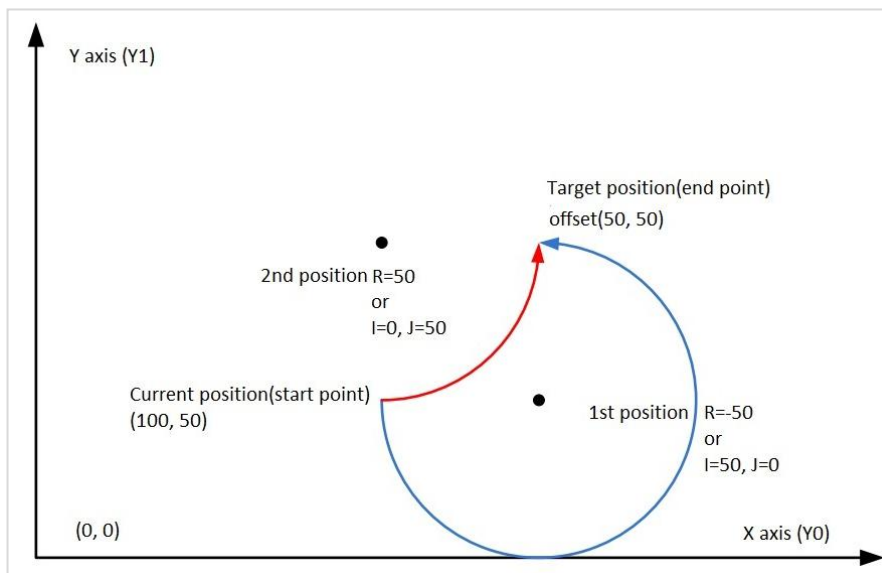 Y axis (Y1)
Target position(end point)
offset(50, 50)
2nd position R=50
or
I=0, J=50
Current position(start point)
(100, 50)
1st position R=-50
or
I=50, J=0
(0, 0)
X axis (Y0)